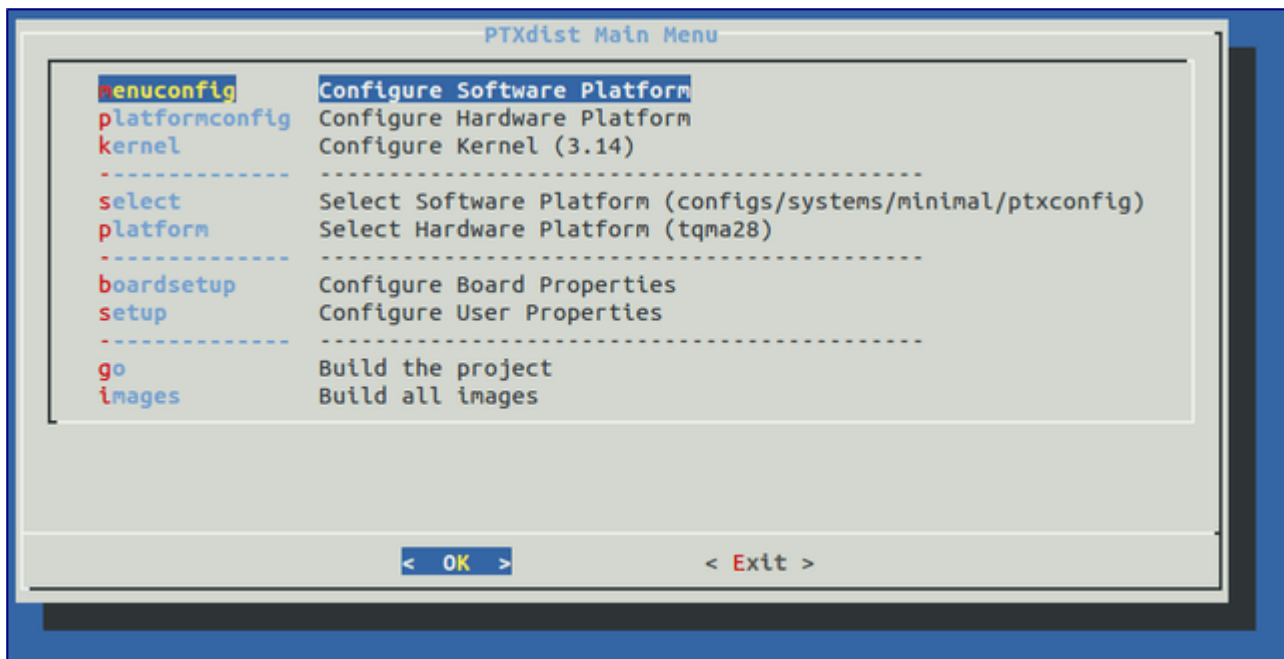 PTXdist Main Menu
menuconfig Configure Software Platform
platformconfig Configure Hardware Platform
kernel Configure Kernel (3.14)
-------------- --------------------------------------------
select Select Software Platform (configs/systems/minimal/ptxconfig)
platform Select Hardware Platform (tqma28)
-------------- --------------------------------------------
boardsetup Configure Board Properties
setup Configure User Properties
-------------- --------------------------------------------
go Build the project
images Build all images
< OK > < Exit >